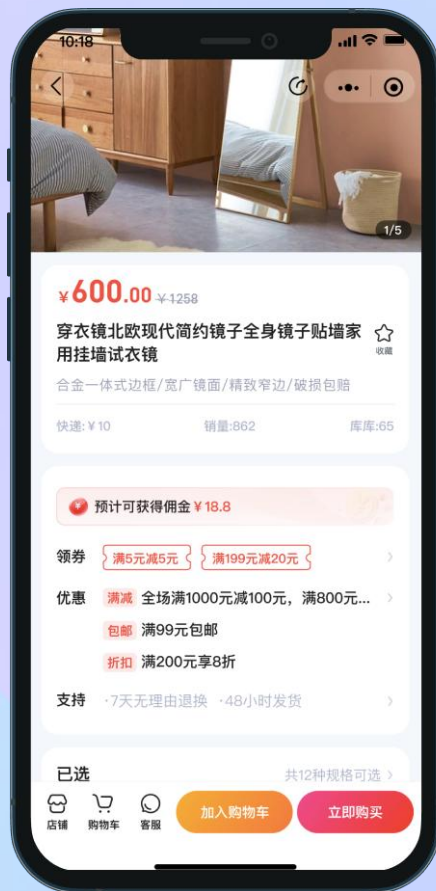 10:18
1/5
¥600.00 ¥1258
穿衣镜北欧现代简约镜子全身镜子贴墙家
用挂墙试衣镜
收藏
合金一体式边框/宽广镜面/精致窄边/破损包赔
快递:¥10 销量:862 库库:65
预计可获得佣金¥18.8
领券 满5元减5元 满199元减20元
优惠 满减 全场满1000元减100元，满800元...
包邮 满99元包邮
折扣 满200元享8折
支持 ·7天无理由退换 ·48小时发货
已选 共12种规格可选
店铺 购物车 客服 加入购物车 立即购买